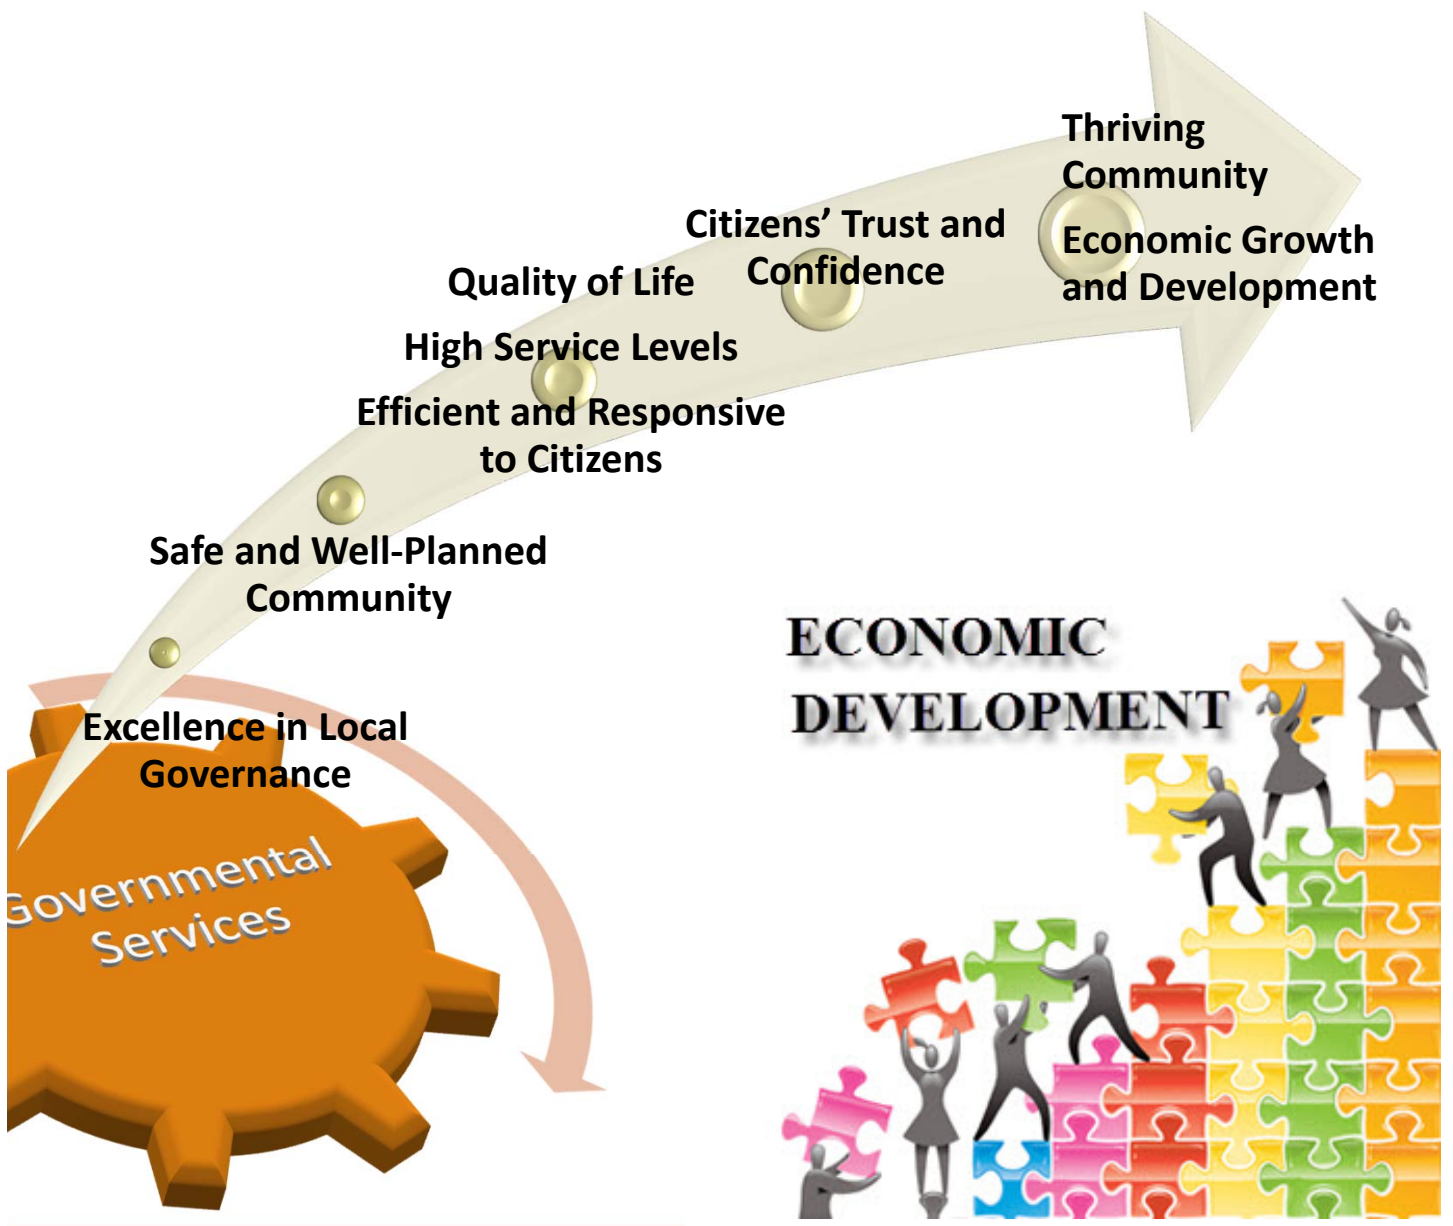 Thriving
Community
Economic Growth
and Development
Citizens’ Trust and
Confidence
Quality of Life
High Service Levels
Efficient and Responsive
to Citizens
Safe and Well-Planned
Community
Excellence in Local
Governance
Governmental
Services
ECONOMIC
DEVELOPMENT